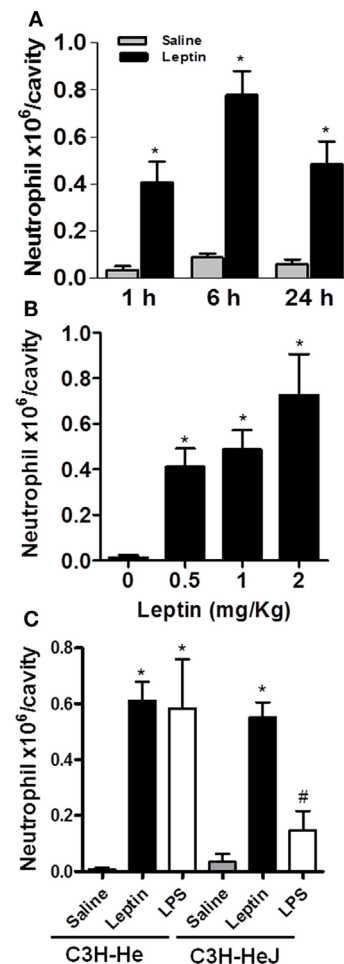 A
Neutrophil x10⁶/cavity
1.0
0.8
0.6
0.4
0.2
0.0
Saline
Leptin
*
*
*
1 h 6 h 24 h
B
Neutrophil x10⁶/cavity
1.0
0.8
0.6
0.4
0.2
0.0
*
*
*
0 0.5 1 2
Leptin (mg/Kg)
C
Neutrophil x10⁶/cavity
0.8
0.6
0.4
0.2
0.0
*
*
*
#
Saline Leptin LPS Saline Leptin LPS
C3H-He C3H-HeJ